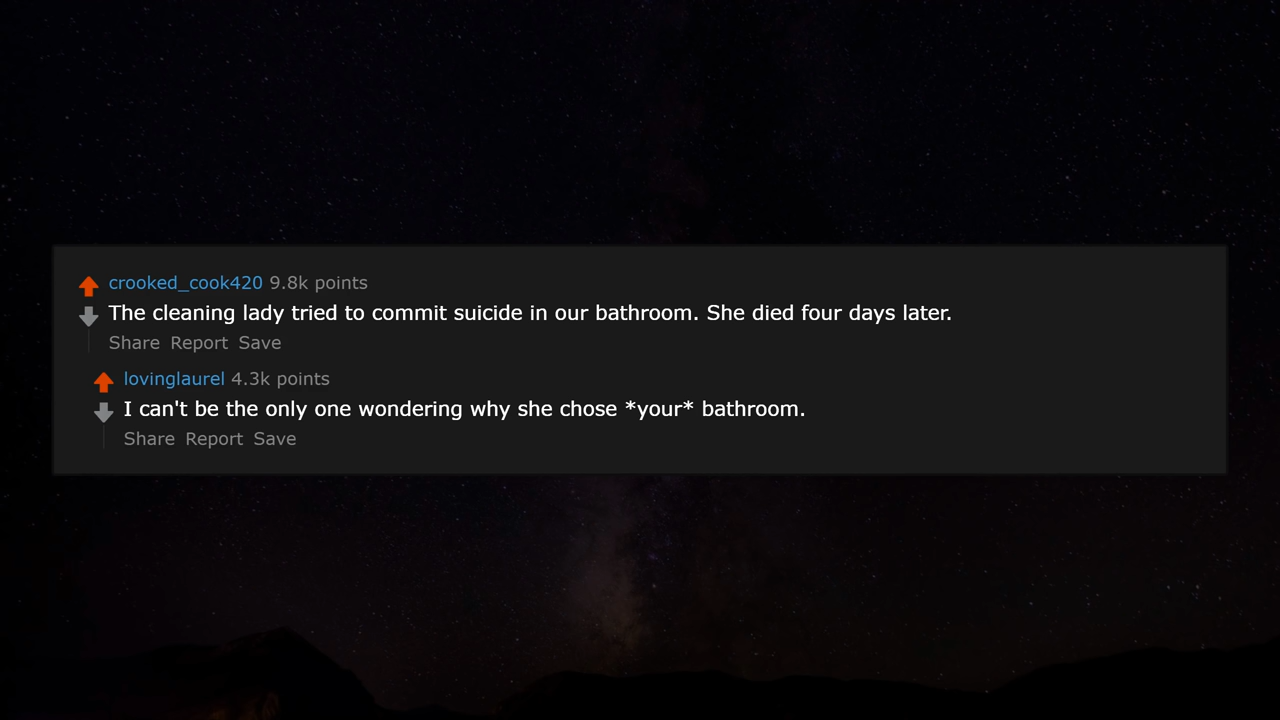 crooked_cook420 9.8k points
The cleaning lady tried to commit suicide in our bathroom. She died four days later.
Share Report Save
lovinglaurel 4.3k points
I can't be the only one wondering why she chose *your* bathroom.
Share Report Save